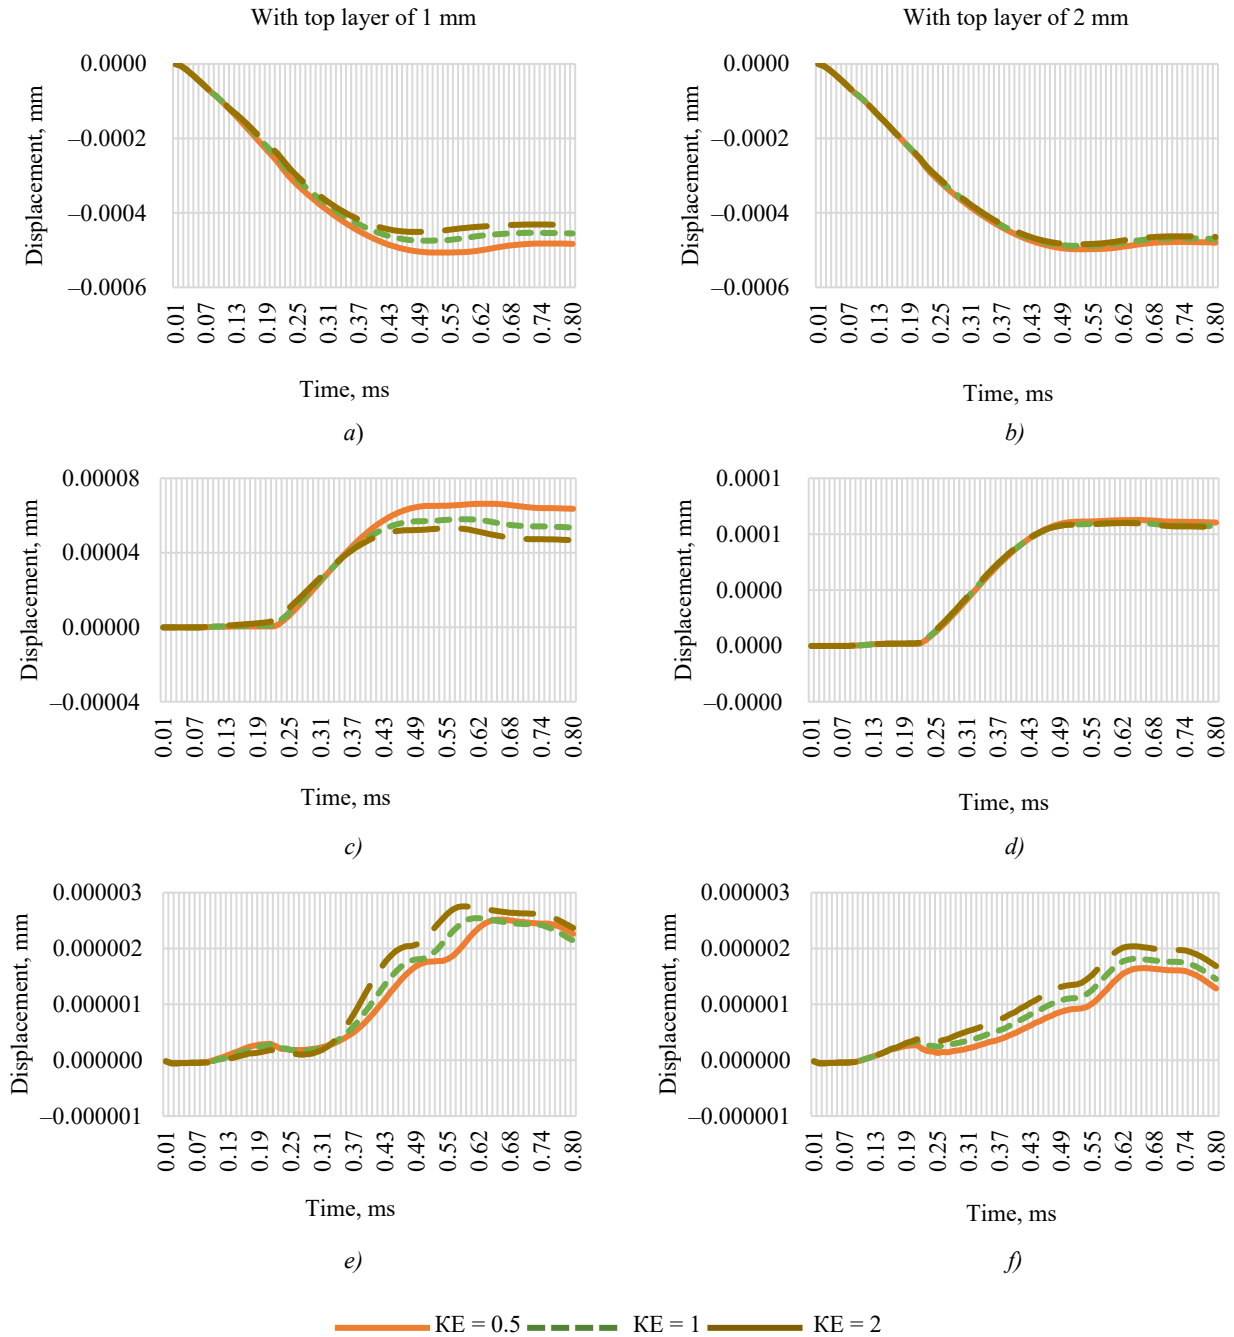 With top layer of 1 mm
With top layer of 2 mm
Displacement, mm
0.0000
–0.0002
–0.0004
–0.0006
0.01 0.07 0.13 0.19 0.25 0.31 0.37 0.43 0.49 0.55 0.62 0.68 0.74 0.80
Time, ms
a)
Displacement, mm
0.0000
–0.0002
–0.0004
–0.0006
0.01 0.07 0.13 0.19 0.25 0.31 0.37 0.43 0.49 0.55 0.62 0.68 0.74 0.80
Time, ms
b)
Displacement, mm
0.00008
0.00004
0.00000
–0.00004
0.01 0.07 0.13 0.19 0.25 0.31 0.37 0.43 0.49 0.55 0.62 0.68 0.74 0.80
Time, ms
c)
Displacement, mm
0.0001
0.0001
0.0000
0.0000
–0.0000
0.01 0.07 0.13 0.19 0.25 0.31 0.37 0.43 0.49 0.55 0.62 0.68 0.74 0.80
Time, ms
d)
Displacement, mm
0.000003
0.000002
0.000001
0.000000
–0.000001
0.01 0.07 0.13 0.19 0.25 0.31 0.37 0.43 0.49 0.55 0.62 0.68 0.74 0.80
Time, ms
e)
Displacement, mm
0.000003
0.000002
0.000001
0.000000
–0.000001
0.01 0.07 0.13 0.19 0.25 0.31 0.37 0.43 0.49 0.55 0.62 0.68 0.74 0.80
Time, ms
f)
KE = 0.5 KE = 1 KE = 2